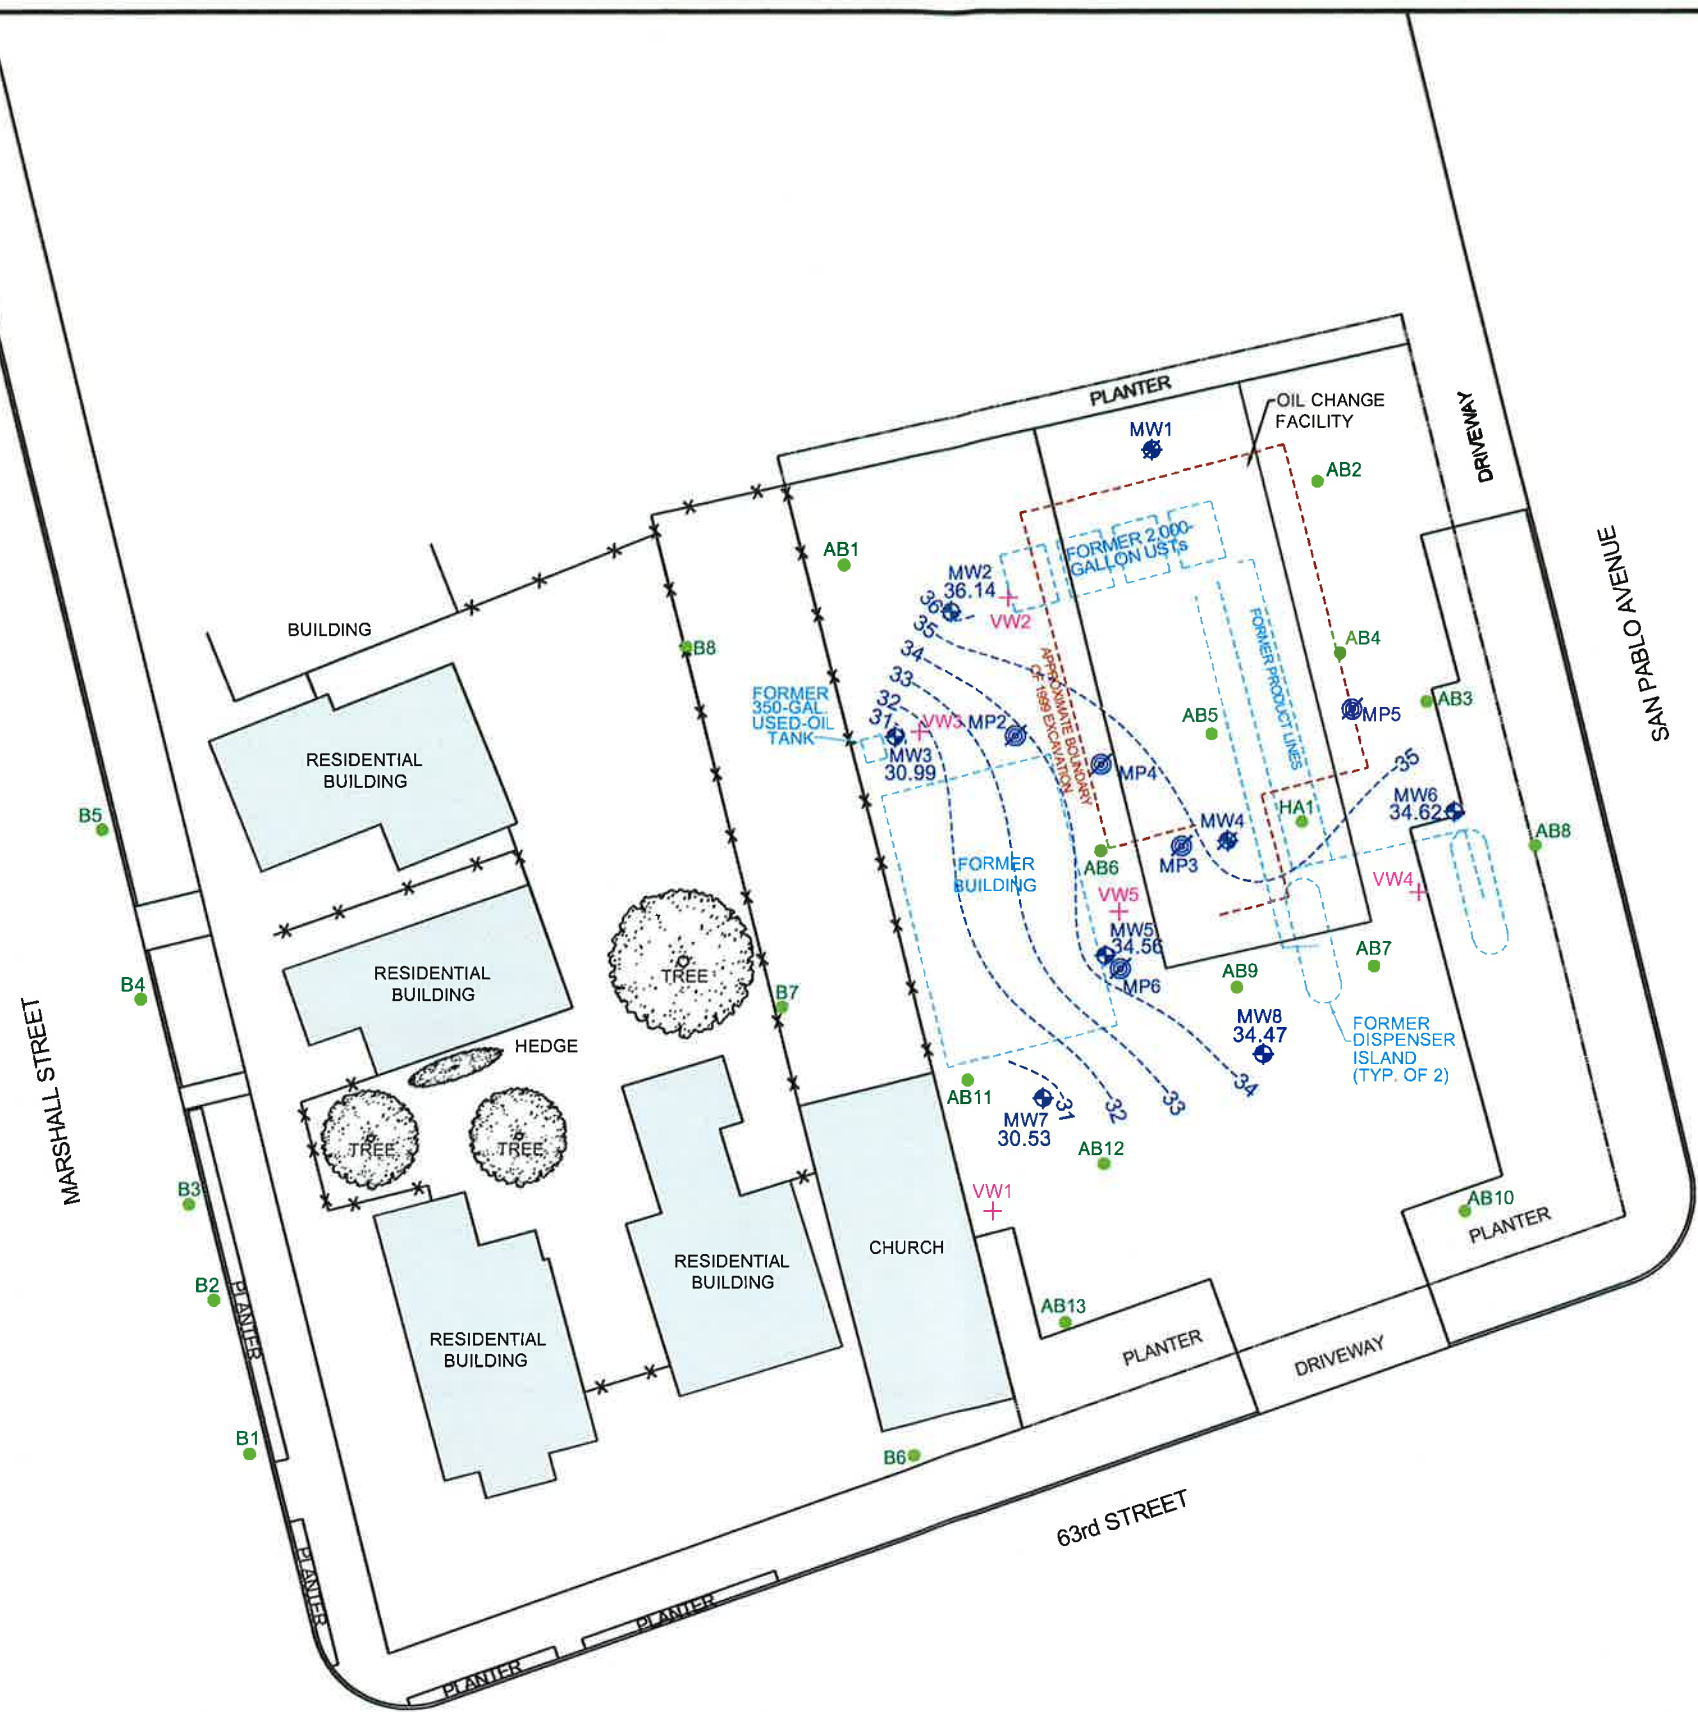 PLANTER
OIL CHANGE
FACILITY
DRIVEWAY
MW1
AB2
FORMER 2,000-
GALLON USTs
AB1
MW2
36.14
VW2
36
35
34
33
32
31
SAN PABLO AVENUE
BUILDING
B8
AB4
FORMER PRODUCT LINES
APPROXIMATE BOUNDARY
OF 1999 EXCAVATION
FORMER
350-GAL.
USED-OIL
TANK
VW3
MP2
AB5
MP5
AB3
MW3
30.99
MP4
35
RESIDENTIAL
BUILDING
MW6
34.62
HA1
MW4
MP3
B5
AB8
FORMER
BUILDING
AB6
VW5
VW4
MW5
34.56
MP6
AB9
AB7
RESIDENTIAL
BUILDING
TREE
B7
B4
MARSHALL STREET
HEDGE
MW8
34.47
FORMER
DISPENSER
ISLAND
(TYP. OF 2)
34
33
32
31
AB11
MW7
30.53
AB12
TREE
TREE
B3
VW1
AB10
PLANTER
CHURCH
RESIDENTIAL
BUILDING
B2
PLANTER
AB13
RESIDENTIAL
BUILDING
PLANTER
DRIVEWAY
B1
B6
63rd STREET
PLANTER
PLANTER
PLANTER